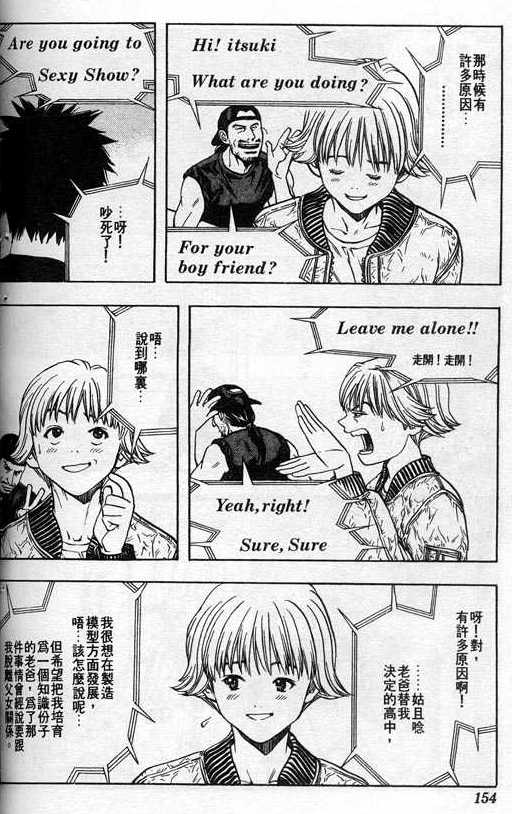 那時候有
許多原因…
…………
Hi! itsuki
What are you doing?
For your
boy friend?
Are you going to
Sexy Show?
…呀!
吵死了!
Leave me alone!!
走開!走開!
Yeah,right!
Sure, Sure
唔…
說到哪裏…
呀!對,
有許多原因啊!
……姑且唸
老爸替我
決定的高中,
我很想在製造
模型方面發展,
唔…該怎麼說呢…
但希望把我培育
為一個知識份子
的老爸,為了那
件事情曾經說要跟
我脫離父女關係。
154